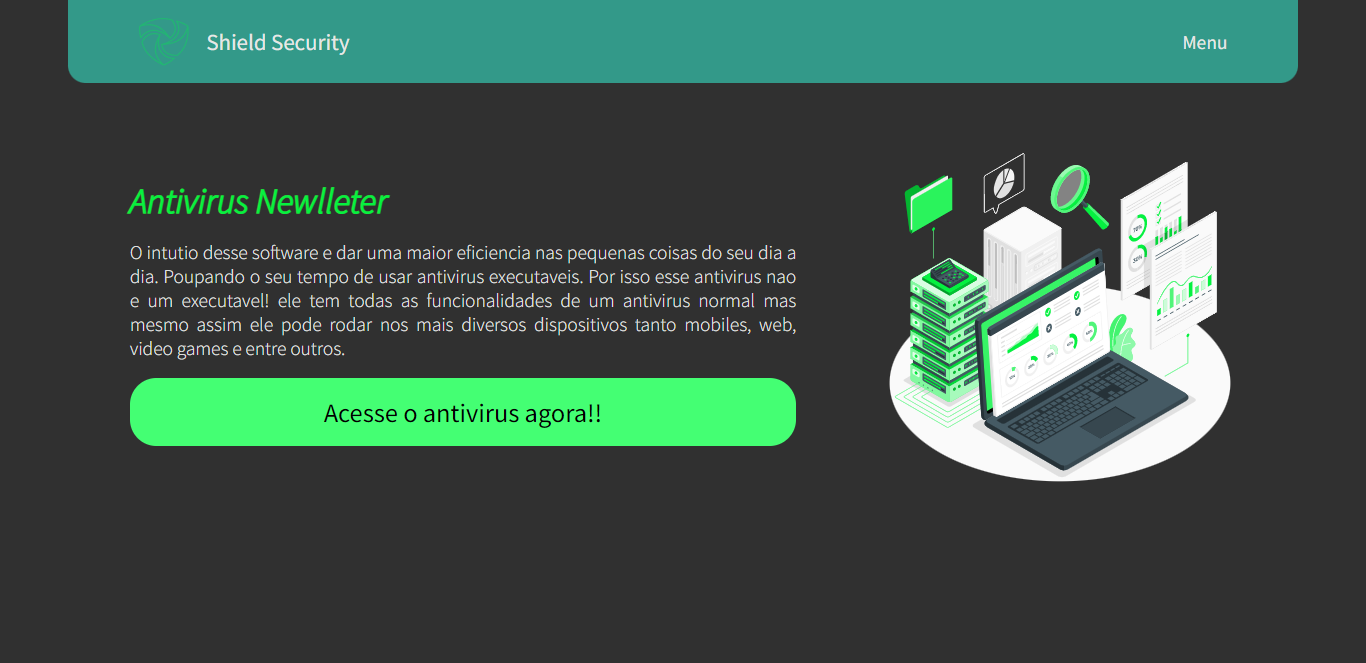 Shield Security
Menu
Antivirus Newlleter
O intutio desse software e dar uma maior eficiencia nas pequenas coisas do seu dia a
dia. Poupando o seu tempo de usar antivirus executaveis. Por isso esse antivirus nao
e um executavel! ele tem todas as funcionalidades de um antivirus normal mas
mesmo assim ele pode rodar nos mais diversos dispositivos tanto mobiles, web,
video games e entre outros.
Acesse o antivirus agora!!